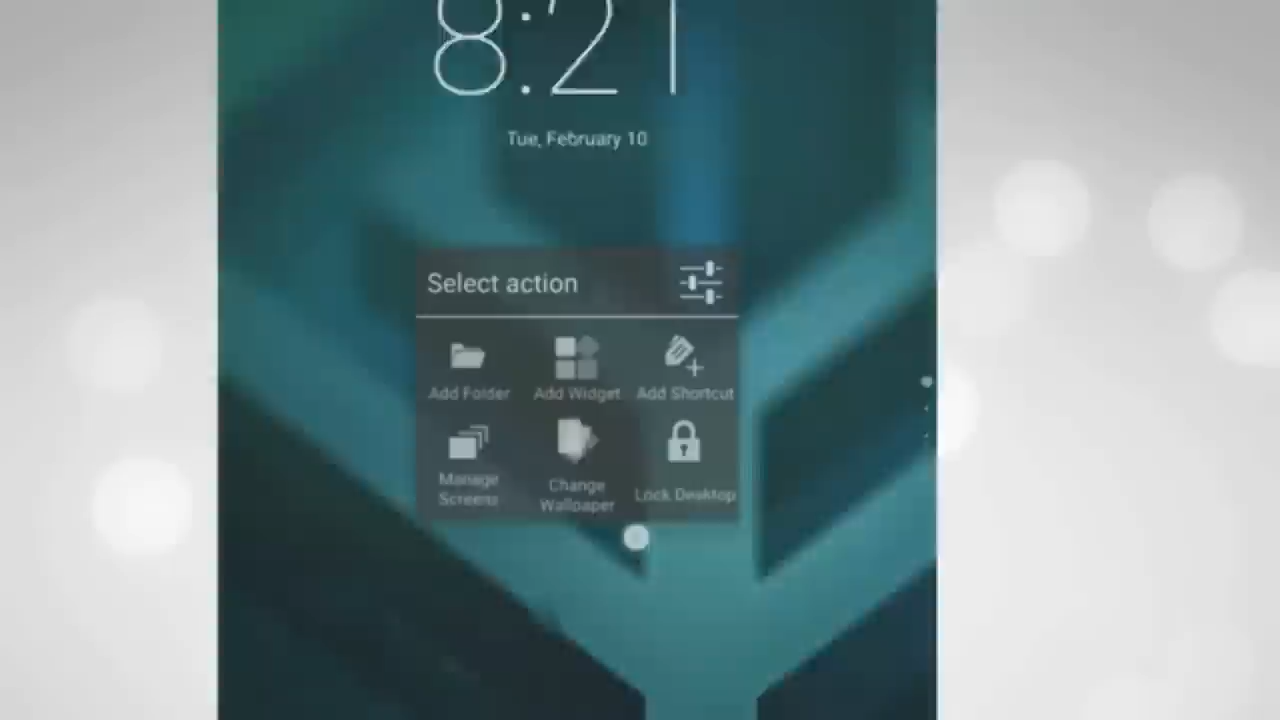 8:21
Tue, February 10
Select action
Add Folder
Add Widget
Add Shortcut
Manage
Screens
Change
Wallpaper
Lock Desktop